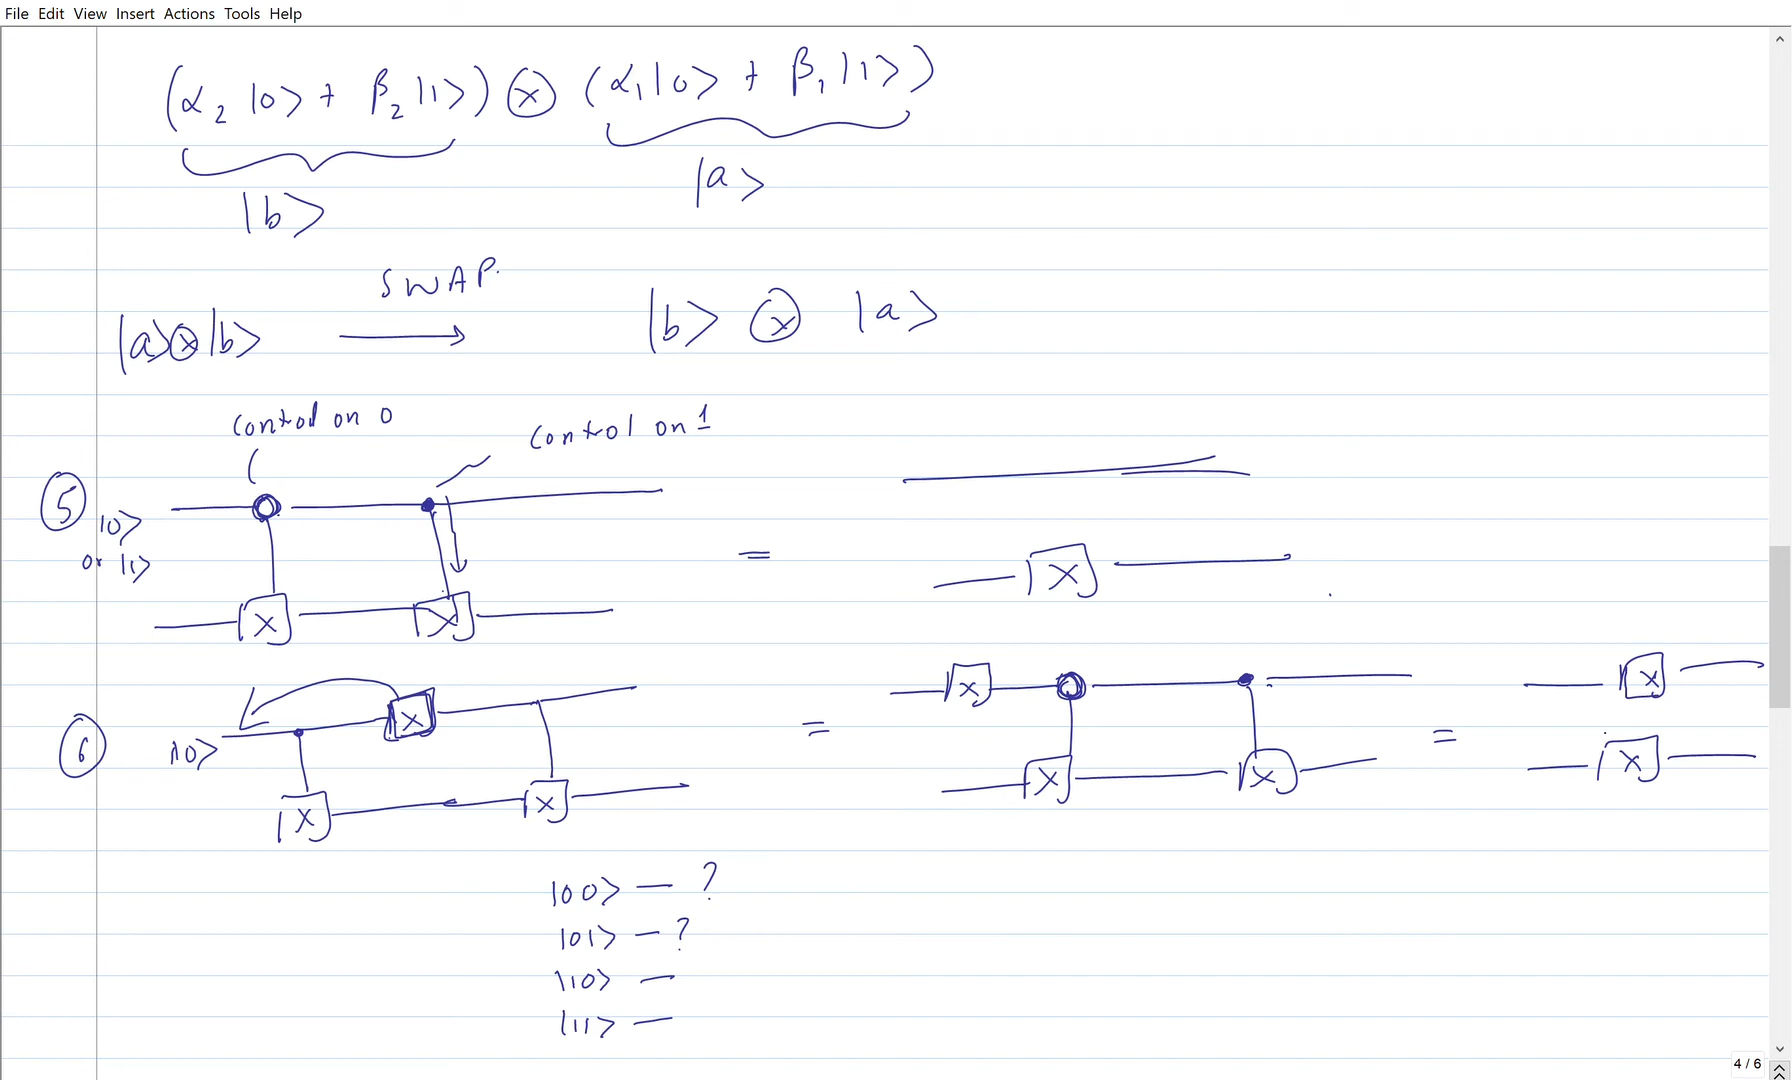 File Edit View Insert Actions Tools Help
(α₂ |0> + β₂ |1>) ⊗ (α₁ |0> + β₁ |1>)
|b> |a>
SWAP.
|a>⊗|b> → |b> ⊗ |a>
control on 0 control on 1
5 |0> or |1>
X X = X
6 |0> X X X = X X X = X X
|00> — ?
|01> — ?
|10> —
|11> —
4 / 6